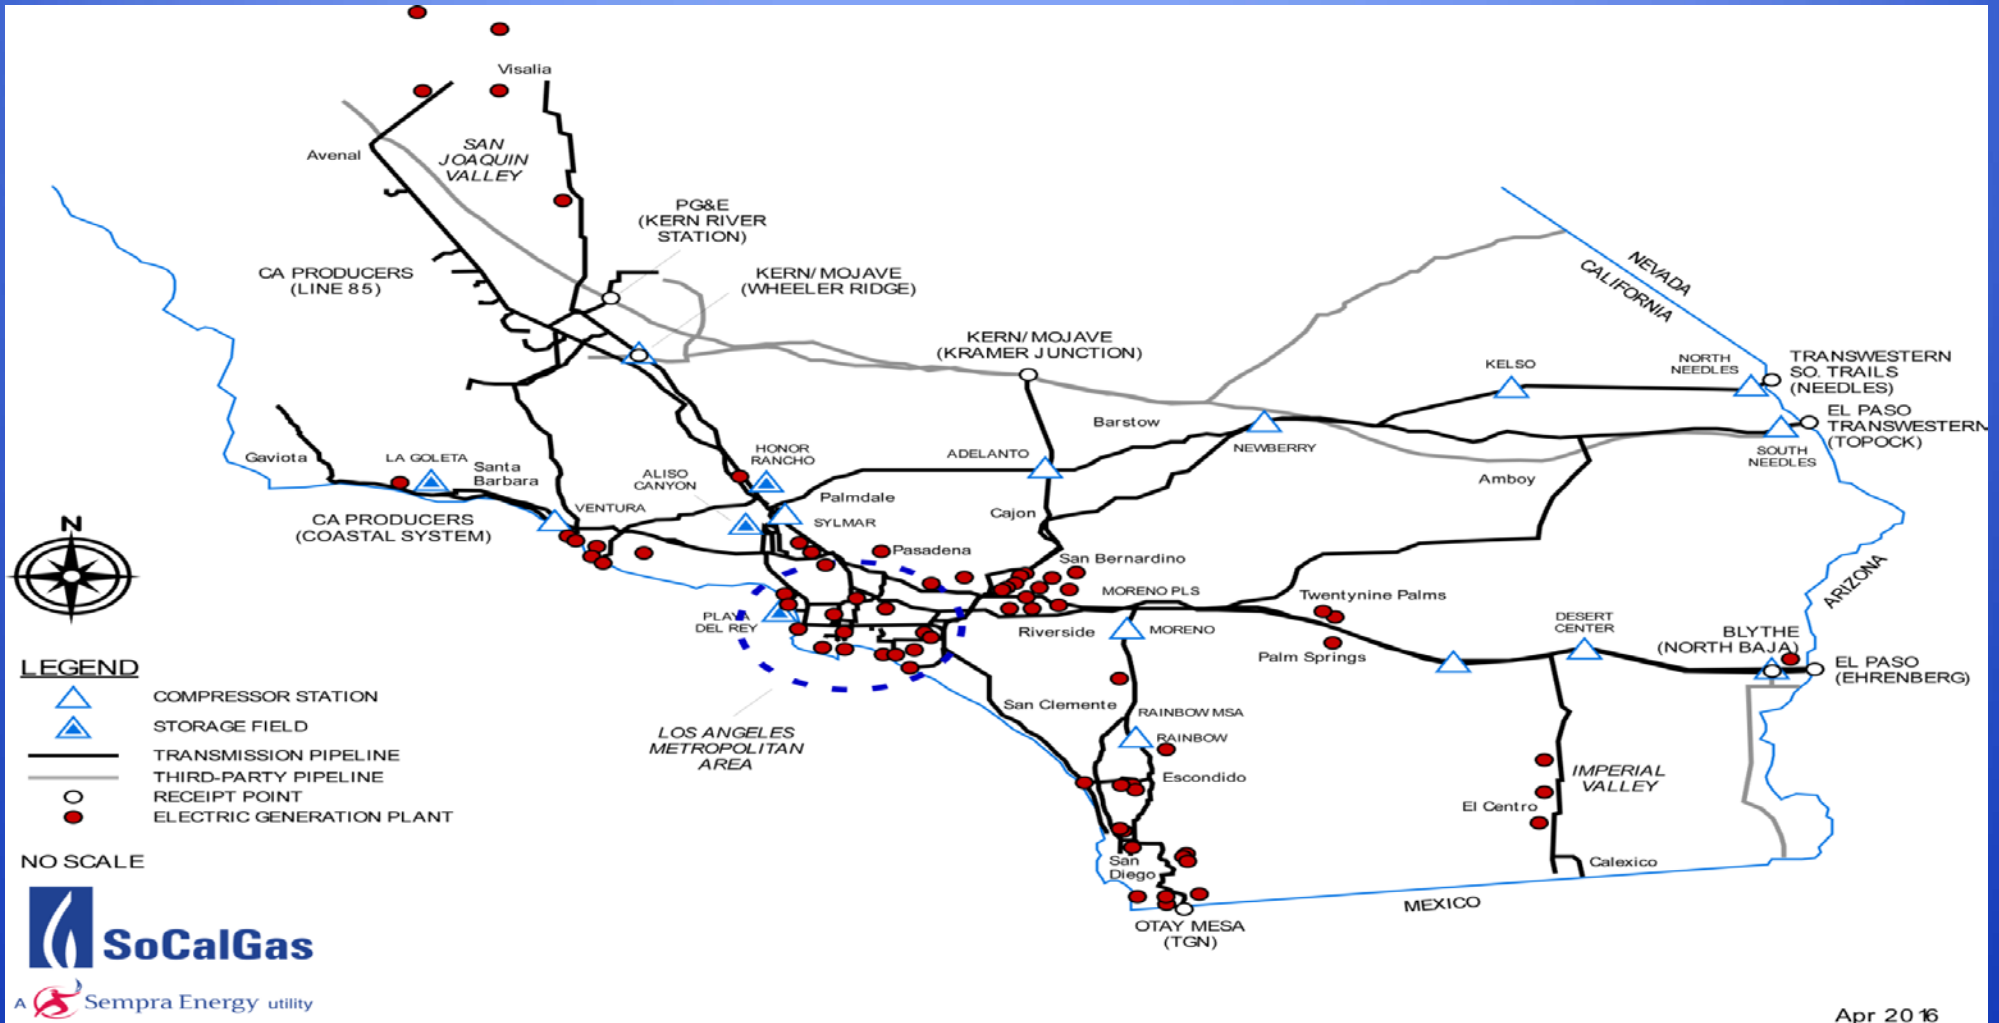 Visalia
SAN
JOAQUIN
VALLEY
Avenal
PG&E
(KERN RIVER
STATION)
CA PRODUCERS
(LINE 85)
KERN/MOJAVE
(WHEELER RIDGE)
NEVADA
CALIFORNIA
KERN/MOJAVE
(KRAMER JUNCTION)
KELSO
NORTH
NEEDLES
TRANSWESTERN
SO. TRAILS
(NEEDLES)
EL PASO
TRANSWESTERN
(TOPOCK)
Barstow
NEWBERRY
SOUTH
NEEDLES
Amboy
ADELANTO
HONOR
RANCHO
ALISO
CANYON
Gaviota
LA GOLETA
Santa
Barbara
Palmdale
VENTURA
SYLMAR
Cajon
CA PRODUCERS
(COASTAL SYSTEM)
N
Pasadena
San Bernardino
MORENO PLS
Twentynine Palms
ARIZONA
PLAYA
DEL REY
Riverside
MORENO
DESERT
CENTER
BLYTHE
(NORTH BAJA)
Palm Springs
EL PASO
(EHRENBERG)
LEGEND
COMPRESSOR STATION
STORAGE FIELD
TRANSMISSION PIPELINE
THIRD-PARTY PIPELINE
RECEIPT POINT
ELECTRIC GENERATION PLANT
NO SCALE
LOS ANGELES
METROPOLITAN
AREA
San Clemente
RAINBOW MSA
RAINBOW
Escondido
IMPERIAL
VALLEY
El Centro
San
Diego
Calexico
MEXICO
OTAY MESA
(TGN)
SoCalGas
A Sempra Energy utility
Apr 2016